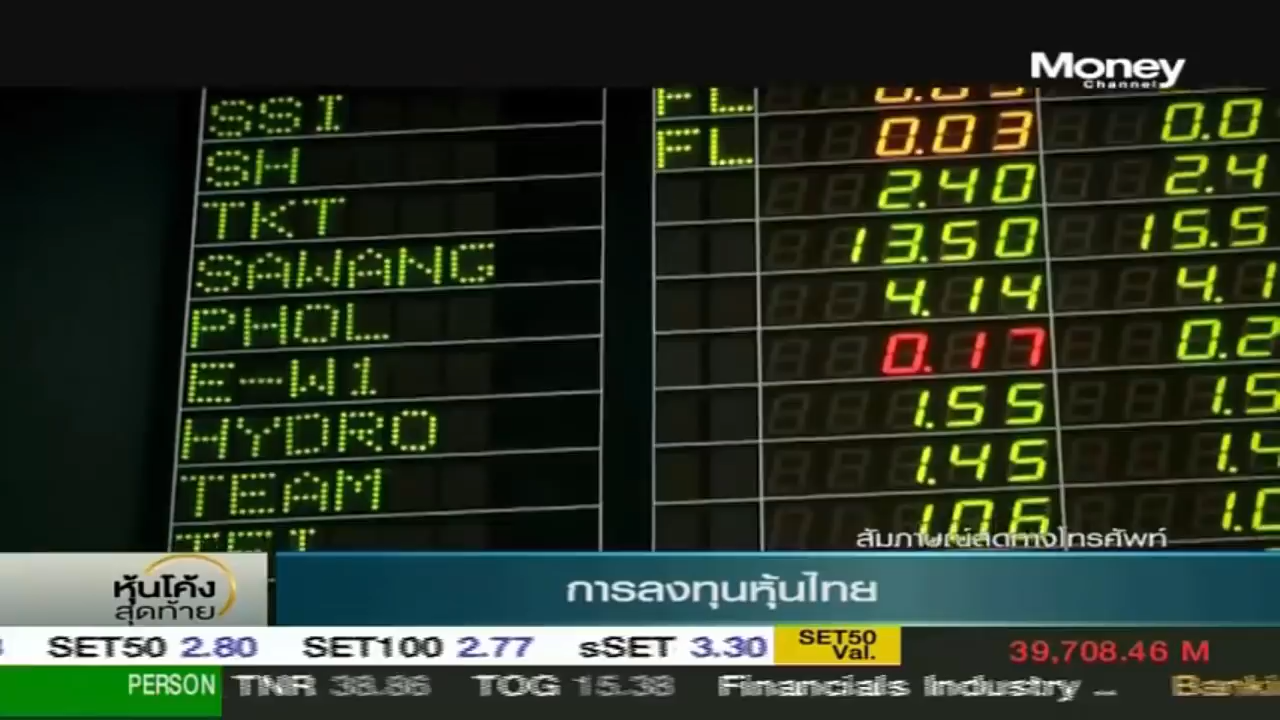 Money
Channel
SSI FL
SH FL 0.03 0.0
TKT 2.40 2.4
SAWANG 13.50 15.5
PHOL 4.14 4.1
E-W1 0.17 0.2
HYDRO 1.55 1.5
TEAM 1.45 1.4
1.06 1.0
สัมภาษณ์สดทางโทรศัพท์
หุ้นโค้ง
สุดท้าย
การลงทุนหุ้นไทย
SET50 2.80 SET100 2.77 sSET 3.30 SET50 Val. 39,708.46 M
PERSON TNR 38.86 TOG 15.38 Financials Industry